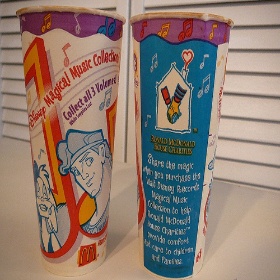 Disney Magical Music Collection
Collect all 3 Volumes!
RONALD McDONALD
HOUSE CHARITIES
Share the magic
when you purchase the
Walt Disney Records
Magical Music
Collection to help
Ronald McDonald
House Charities
provide comfort
and care to children
and families